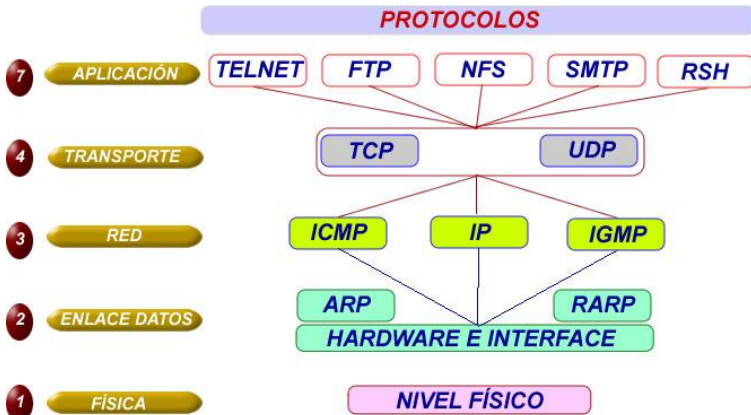 PROTOCOLOS
7 APLICACIÓN TELNET FTP NFS SMTP RSH
4 TRANSPORTE TCP UDP
3 RED ICMP IP IGMP
2 ENLACE DATOS ARP RARP
HARDWARE E INTERFACE
1 FÍSICA NIVEL FÍSICO